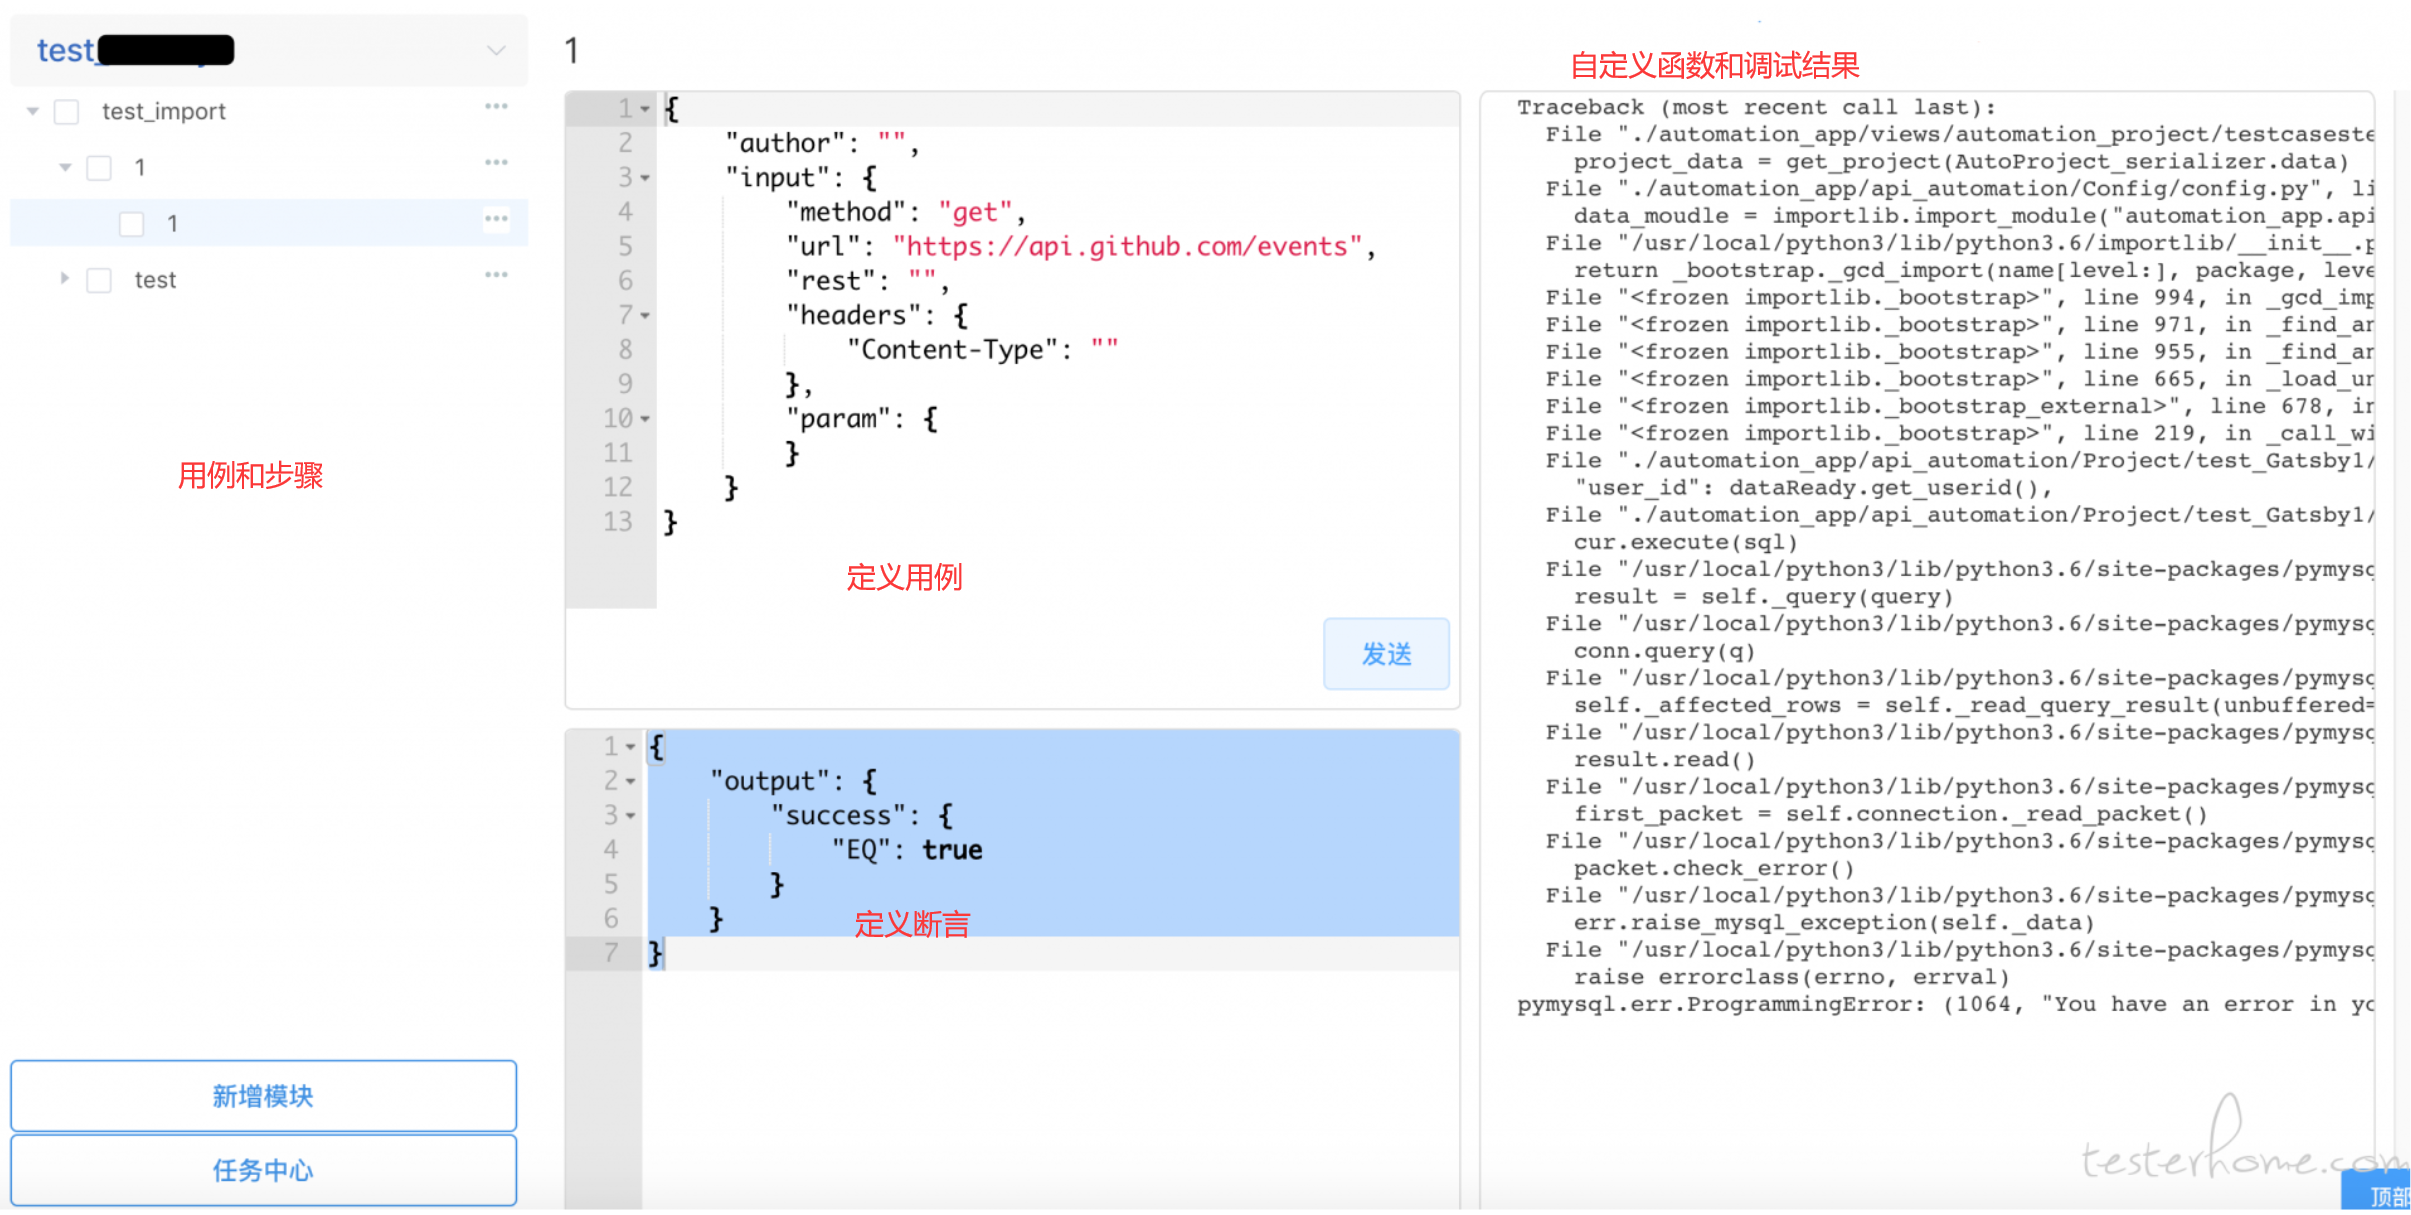 test_
test_import
1
1
test
用例和步骤
新增模块
任务中心
1
1
{
2
"author": "",
3
"input": {
4
"method": "get",
5
"url": "https://api.github.com/events",
6
"rest": "",
7
"headers": {
8
"Content-Type": ""
9
},
10
"param": {
11
}
12
}
13
}
定义用例
发送
1
{
2
"output": {
3
"success": {
4
"EQ": true
5
}
6
}
7
}
定义断言
自定义函数和调试结果
Traceback (most recent call last):
File "./automation_app/views/automation_project/testcaseste
project_data = get_project(AutoProject_serializer.data)
File "./automation_app/api_automation/Config/config.py", li
data_moudle = importlib.import_module("automation_app.api
File "/usr/local/python3/lib/python3.6/importlib/__init__.p
return _bootstrap._gcd_import(name[level:], package, leve
File "<frozen importlib._bootstrap>", line 994, in _gcd_imp
File "<frozen importlib._bootstrap>", line 971, in _find_an
File "<frozen importlib._bootstrap>", line 955, in _find_an
File "<frozen importlib._bootstrap>", line 665, in _load_un
File "<frozen importlib._bootstrap_external>", line 678, in
File "<frozen importlib._bootstrap>", line 219, in _call_wi
File "./automation_app/api_automation/Project/test_Gatsby1/
"user_id": dataReady.get_userid(),
File "./automation_app/api_automation/Project/test_Gatsby1/
cur.execute(sql)
File "/usr/local/python3/lib/python3.6/site-packages/pymysq
result = self._query(query)
File "/usr/local/python3/lib/python3.6/site-packages/pymysq
conn.query(q)
File "/usr/local/python3/lib/python3.6/site-packages/pymysq
self._affected_rows = self._read_query_result(unbuffered=
File "/usr/local/python3/lib/python3.6/site-packages/pymysq
result.read()
File "/usr/local/python3/lib/python3.6/site-packages/pymysq
first_packet = self.connection._read_packet()
File "/usr/local/python3/lib/python3.6/site-packages/pymysq
packet.check_error()
File "/usr/local/python3/lib/python3.6/site-packages/pymysq
err.raise_mysql_exception(self._data)
File "/usr/local/python3/lib/python3.6/site-packages/pymysq
raise errorclass(errno, errval)
pymysql.err.ProgrammingError: (1064, "You have an error in yo
testerhome.com
顶部